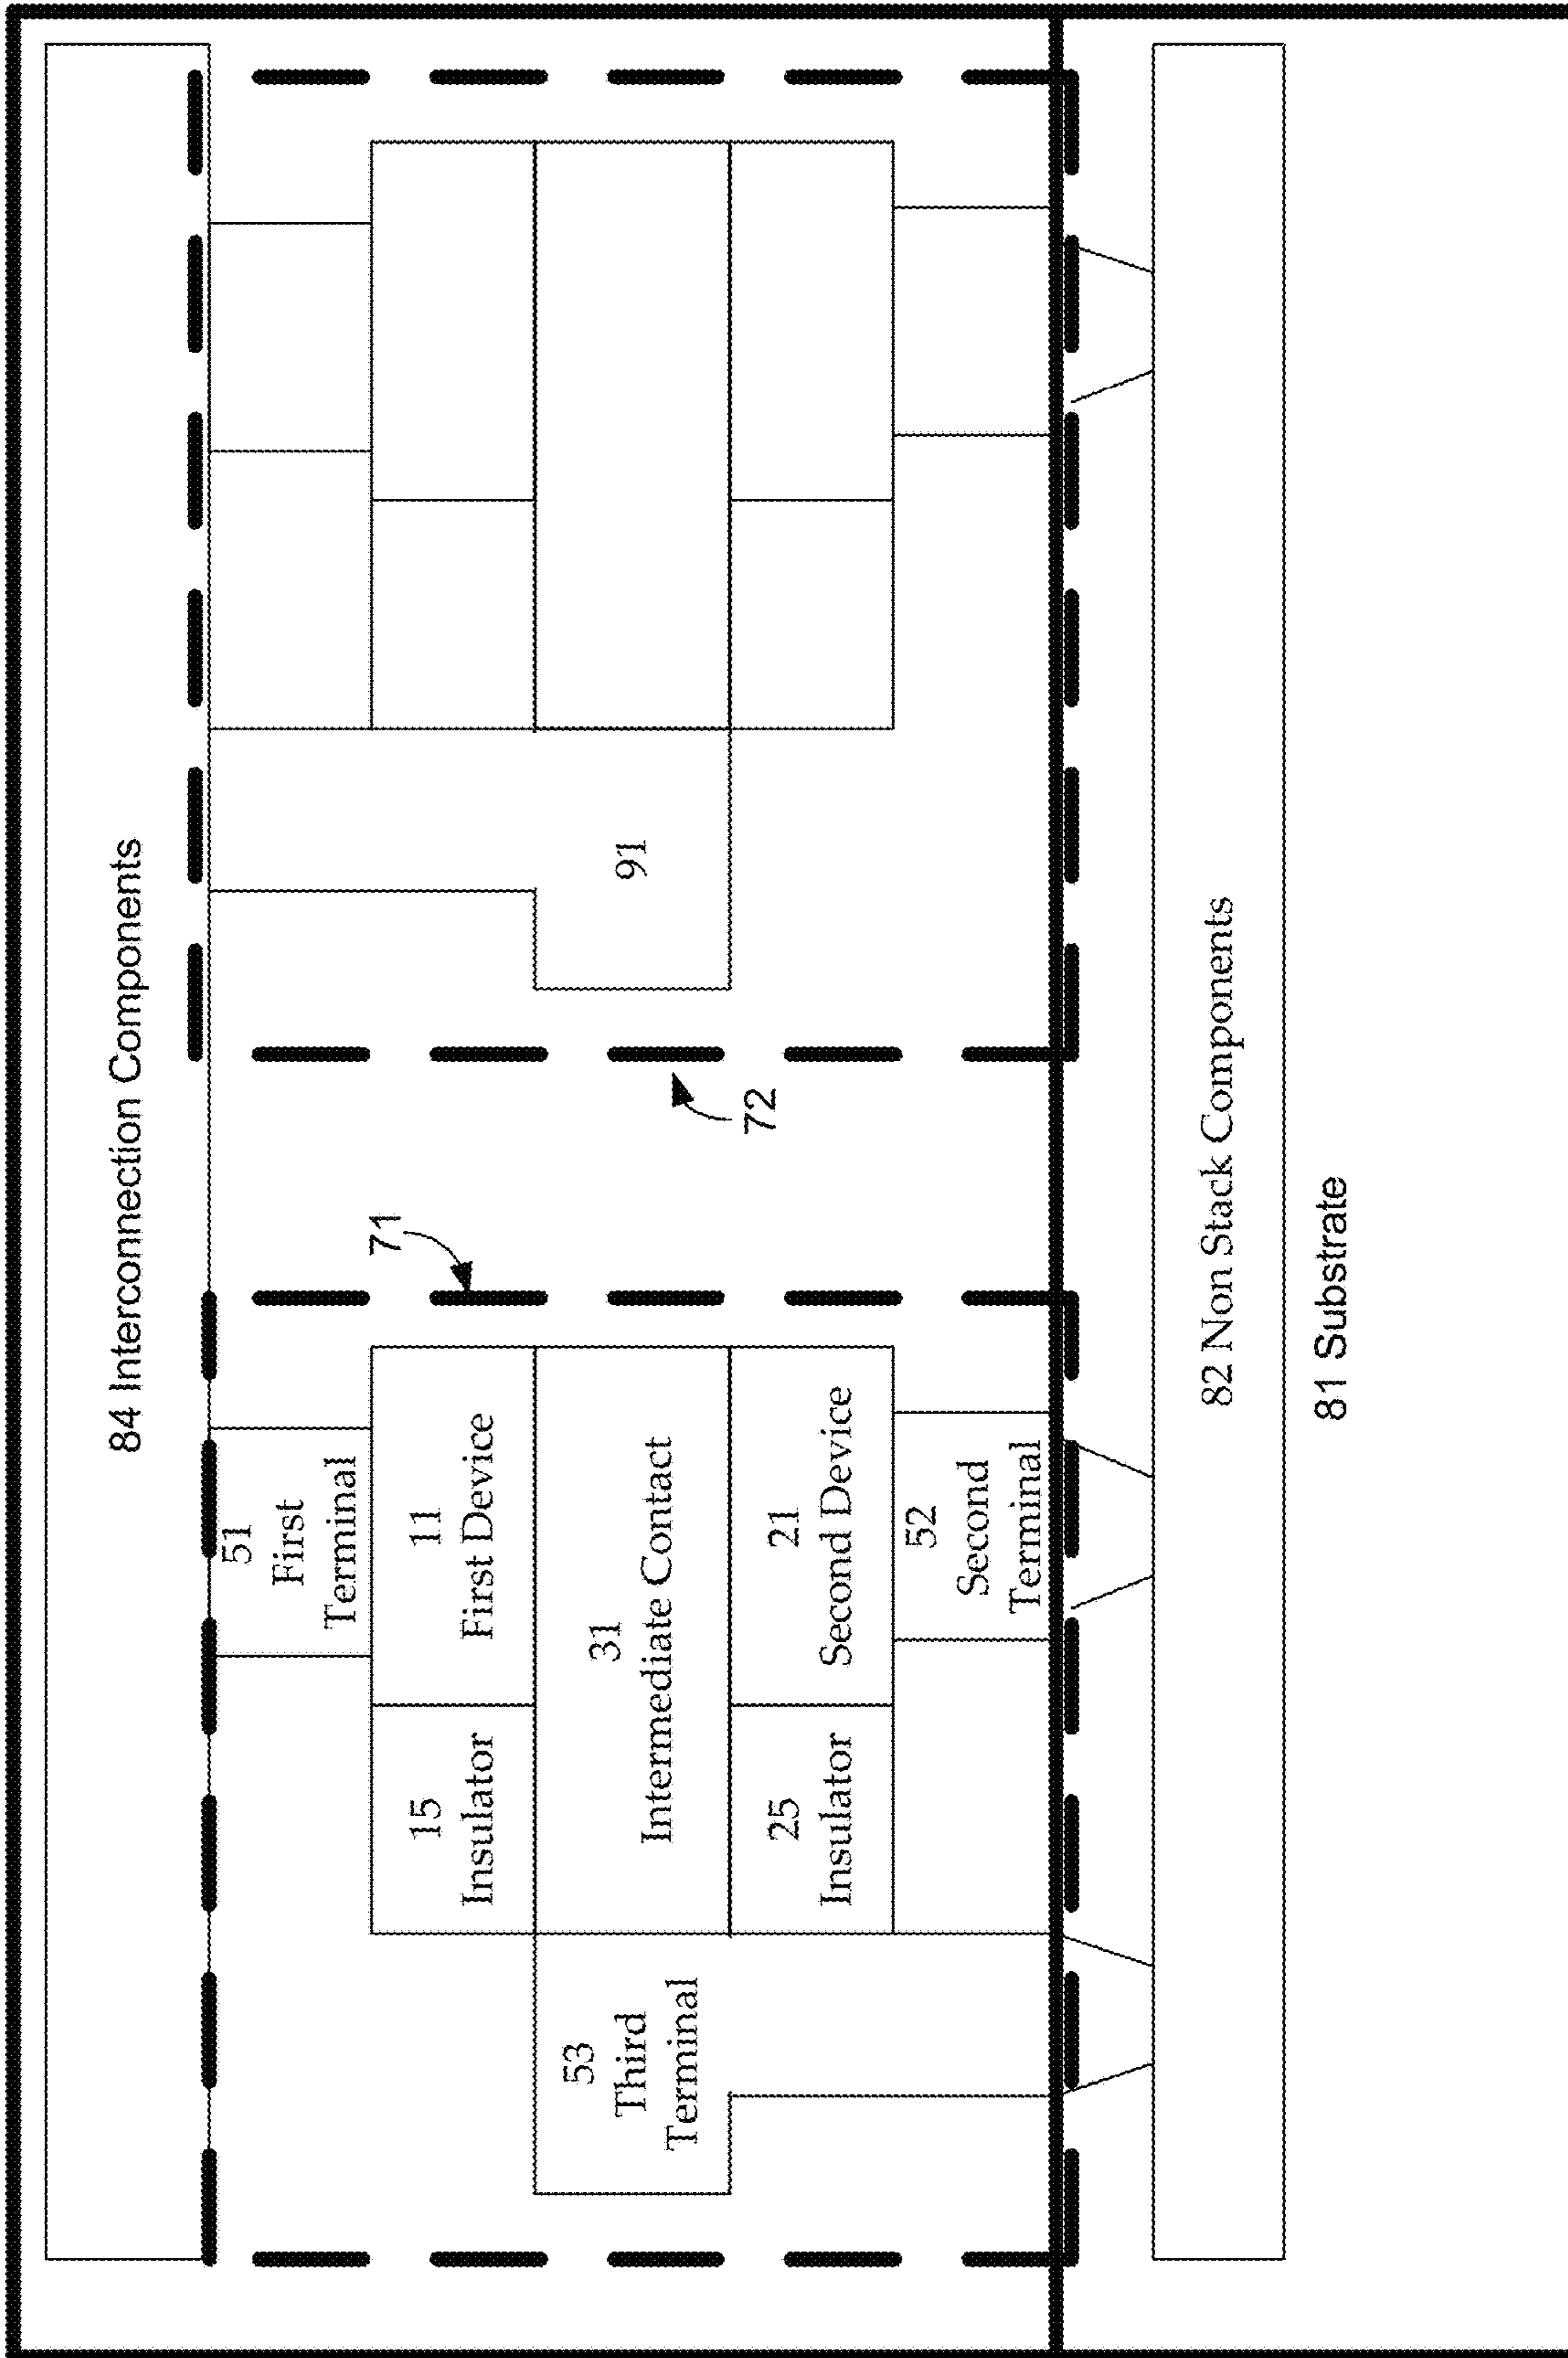 84 Interconnection Components
51
First
Terminal
11
First Device
15
Insulator
31
Intermediate Contact
53
Third
Terminal
21
Second Device
25
Insulator
52
Second
Terminal
71
72
91
82 Non Stack Components
81 Substrate